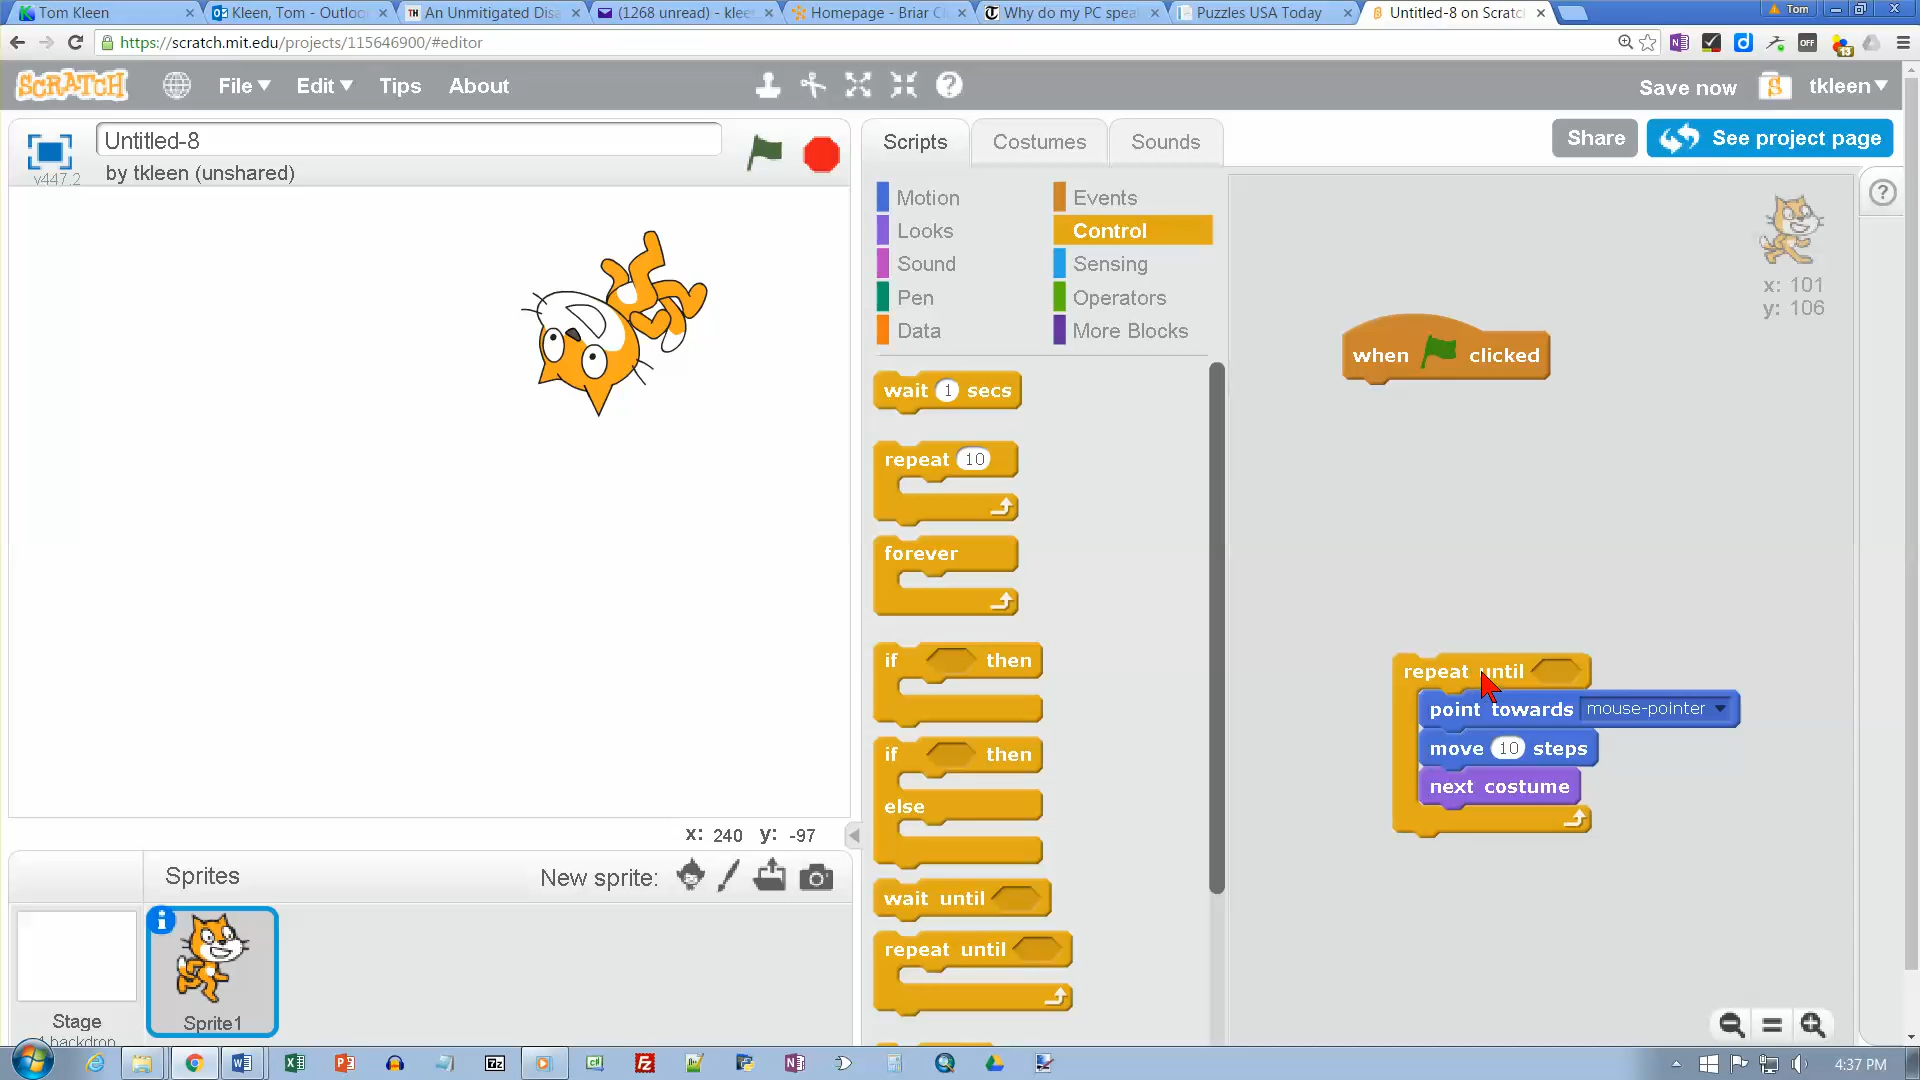 Tom Kleen
Kleen, Tom - Outloo
An Unmitigated Disa
(1268 unread) - klee
Homepage - Briar Cl
Why do my PC spea
Puzzles USA Today
Untitled-8 on Scratc
Tom
https://scratch.mit.edu/projects/115646900/#editor
SCRATCH
File
Edit
Tips
About
Save now
tkleen
Untitled-8
by tkleen (unshared)
v447.2
Scripts
Costumes
Sounds
Share
See project page
Motion
Looks
Sound
Pen
Data
Events
Control
Sensing
Operators
More Blocks
wait 1 secs
repeat 10
forever
if then
if then
else
wait until
repeat until
when clicked
repeat until
point towards mouse-pointer
move 10 steps
next costume
x: 101
y: 106
x: 240 y: -97
Sprites
New sprite:
Stage
1 backdrop
Sprite1
OFF
13
4:37 PM